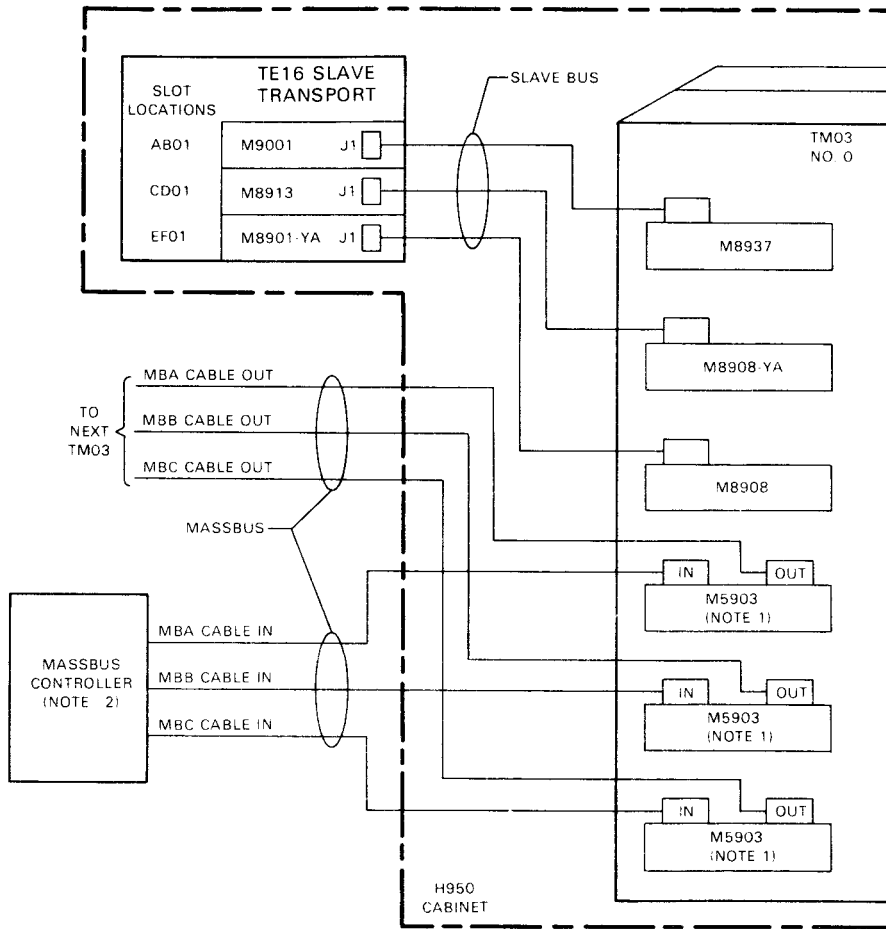 TE16 SLAVE
TRANSPORT
SLOT
LOCATIONS
AB01 M9001 J1
CD01 M8913 J1
EF01 M8901-YA J1
SLAVE BUS
TM03
NO. 0
M8937
M8908-YA
M8908
MBA CABLE OUT
MBB CABLE OUT
MBC CABLE OUT
TO
NEXT
TM03
MASSBUS
IN OUT
M5903
(NOTE 1)
MBA CABLE IN
MBB CABLE IN
MBC CABLE IN
MASSBUS
CONTROLLER
(NOTE 2)
IN OUT
M5903
(NOTE 1)
IN OUT
M5903
(NOTE 1)
H950
CABINET